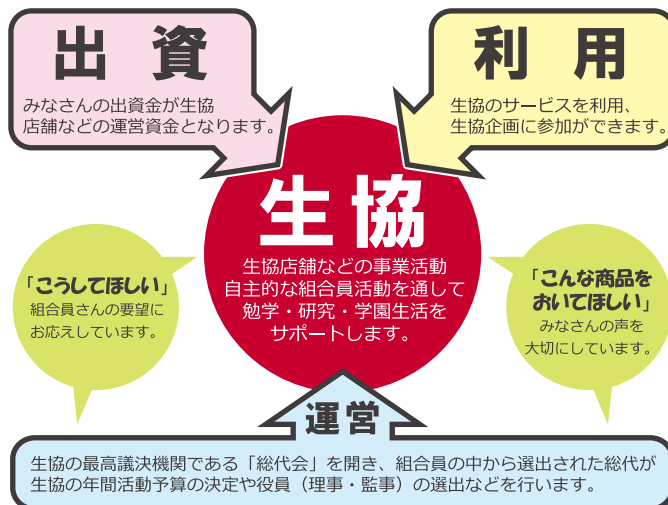 出資
みなさんの出資金が生協
店舗などの運営資金となります。
利用
生協のサービスを利用、
生協企画に参加ができます。
生協
生協店舗などの事業活動
自主的な組合員活動を通して
勉学・研究・学園生活を
サポートします。
「こうしてほしい」
組合員さんの要望に
お応えしています。
「こんな商品を
おいてほしい」
みなさんの声を
大切にしています。
運営
生協の最高議決機関である「総代会」を開き、組合員の中から選出された総代が
生協の年間活動予算の決定や役員（理事・監事）の選出などを行います。